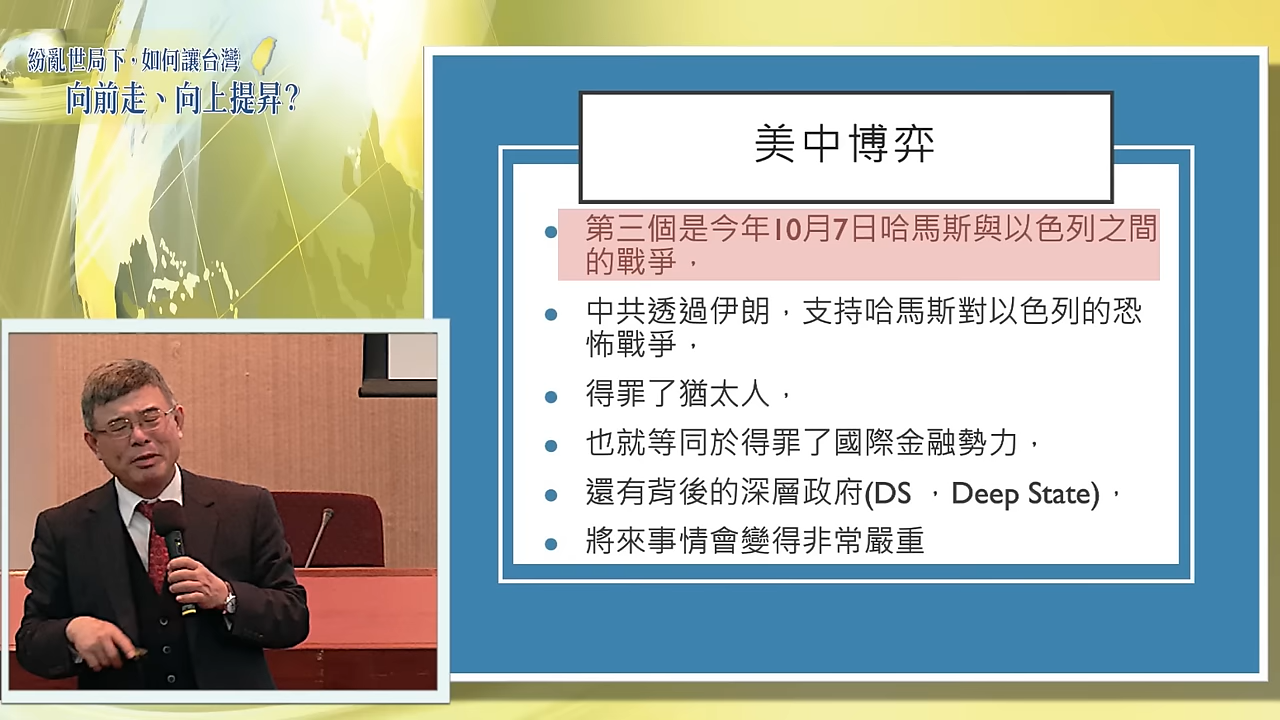 紛亂世局下，如何讓台灣
向前走、向上提昇？
美中博弈
第三個是今年10月7日哈馬斯與以色列之間
的戰爭，
中共透過伊朗，支持哈馬斯對以色列的恐
怖戰爭，
得罪了猶太人，
也就等同於得罪了國際金融勢力，
還有背後的深層政府(DS ，Deep State)，
將來事情會變得非常嚴重